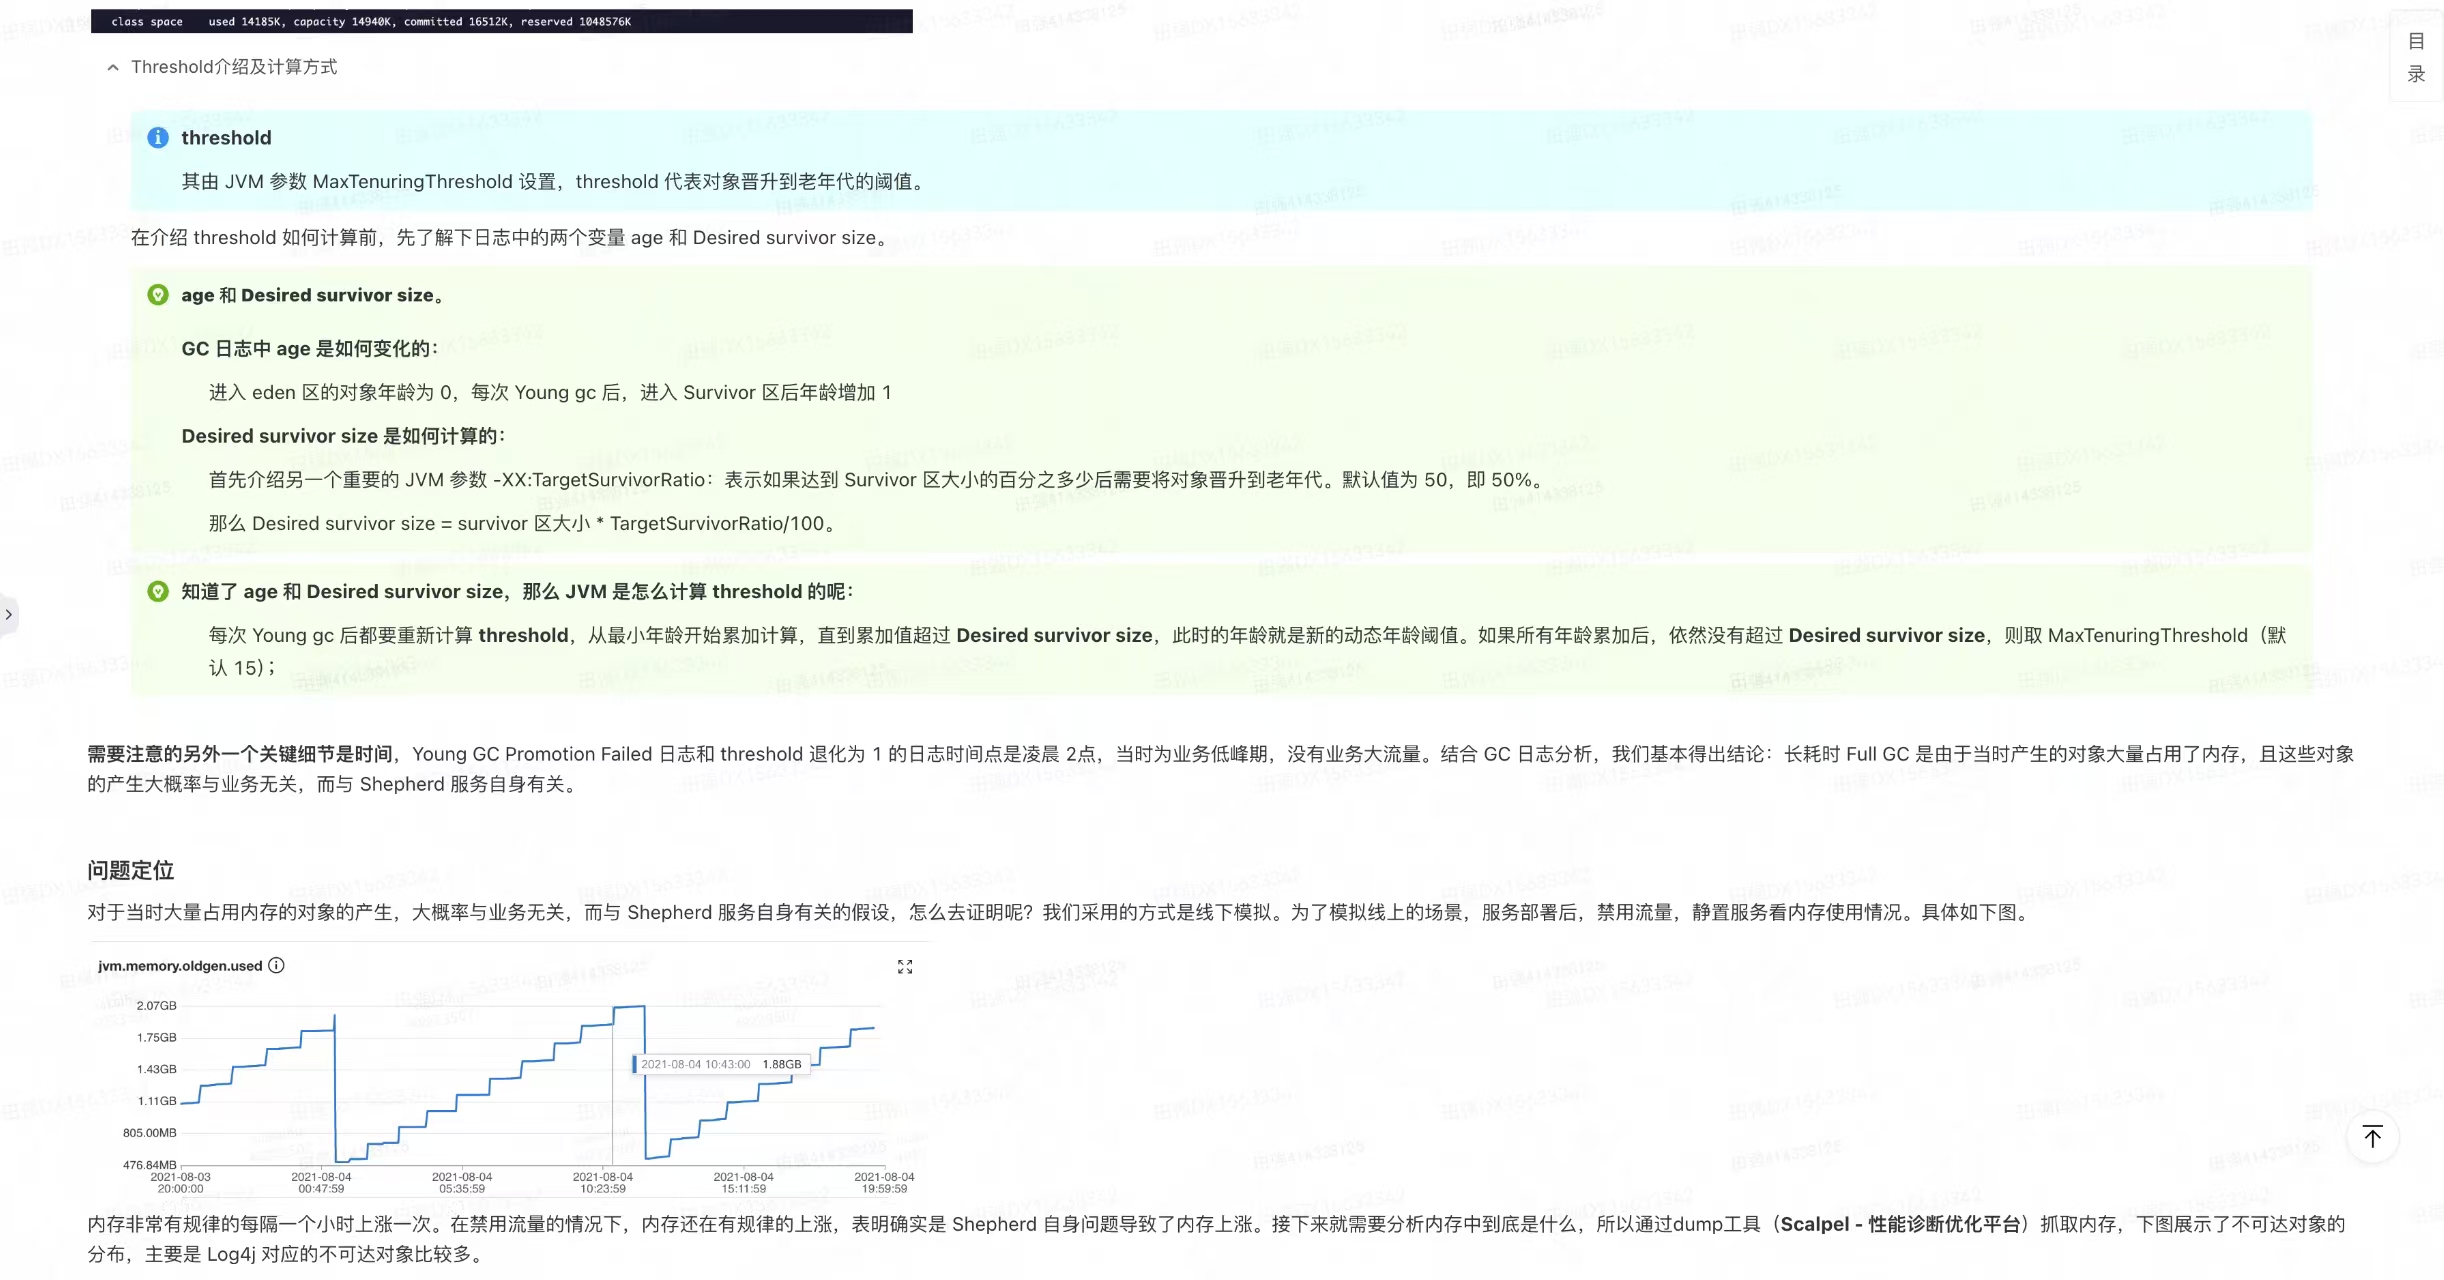 class space    used 14185K, capacity 14940K, committed 16512K, reserved 1048576K
目
录
Threshold介绍及计算方式
threshold
其由 JVM 参数 MaxTenuringThreshold 设置，threshold 代表对象晋升到老年代的阈值。
在介绍 threshold 如何计算前，先了解下日志中的两个变量 age 和 Desired survivor size。
age 和 Desired survivor size。
GC 日志中 age 是如何变化的：
进入 eden 区的对象年龄为 0，每次 Young gc 后，进入 Survivor 区后年龄增加 1
Desired survivor size 是如何计算的：
首先介绍另一个重要的 JVM 参数 -XX:TargetSurvivorRatio：表示如果达到 Survivor 区大小的百分之多少后需要将对象晋升到老年代。默认值为 50，即 50%。
那么 Desired survivor size = survivor 区大小 * TargetSurvivorRatio/100。
知道了 age 和 Desired survivor size，那么 JVM 是怎么计算 threshold 的呢：
每次 Young gc 后都要重新计算 threshold，从最小年龄开始累加计算，直到累加值超过 Desired survivor size，此时的年龄就是新的动态年龄阈值。如果所有年龄累加后，依然没有超过 Desired survivor size，则取 MaxTenuringThreshold（默
认 15）；
需要注意的另外一个关键细节是时间，Young GC Promotion Failed 日志和 threshold 退化为 1 的日志时间点是凌晨 2点，当时为业务低峰期，没有业务大流量。结合 GC 日志分析，我们基本得出结论：长耗时 Full GC 是由于当时产生的对象大量占用了内存，且这些对象
的产生大概率与业务无关，而与 Shepherd 服务自身有关。
问题定位
对于当时大量占用内存的对象的产生，大概率与业务无关，而与 Shepherd 服务自身有关的假设，怎么去证明呢？我们采用的方式是线下模拟。为了模拟线上的场景，服务部署后，禁用流量，静置服务看内存使用情况。具体如下图。
jvm.memory.oldgen.used
2.07GB
1.75GB
1.43GB
1.11GB
805.00MB
476.84MB
2021-08-04 10:43:00 1.88GB
2021-08-03 2021-08-04 2021-08-04 2021-08-04 2021-08-04 2021-08-04
20:00:00 00:47:59 05:35:59 10:23:59 15:11:59 19:59:59
内存非常有规律的每隔一个小时上涨一次。在禁用流量的情况下，内存还在有规律的上涨，表明确实是 Shepherd 自身问题导致了内存上涨。接下来就需要分析内存中到底是什么，所以通过dump工具（Scalpel - 性能诊断优化平台）抓取内存，下图展示了不可达对象的
分布，主要是 Log4j 对应的不可达对象比较多。